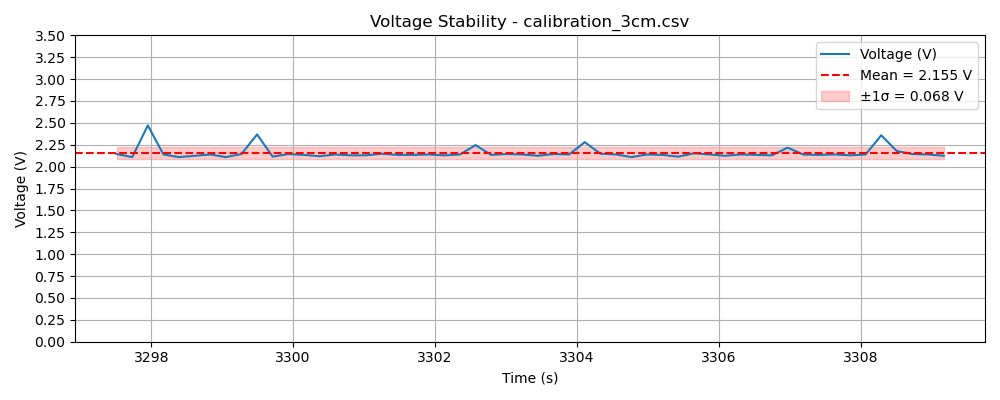 Voltage Stability - calibration_3cm.csv
Voltage (V)
Mean = 2.155 V
±1σ = 0.068 V
Voltage (V)
3.50
3.25
3.00
2.75
2.50
2.25
2.00
1.75
1.50
1.25
1.00
0.75
0.50
0.25
0.00
3298 3300 3302 3304 3306 3308
Time (s)